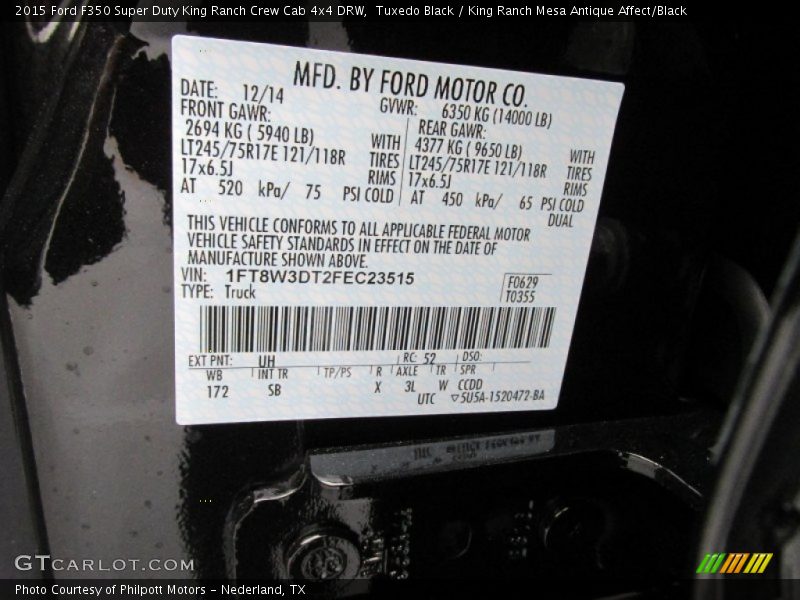 2015 Ford F350 Super Duty King Ranch Crew Cab 4x4 DRW,  Tuxedo Black / King Ranch Mesa Antique Affect/Black
MFD. BY FORD MOTOR CO.
DATE: 12/14 GVWR: 6350 KG (14000 LB)
FRONT GAWR: REAR GAWR:
2694 KG ( 5940 LB) WITH 4377 KG ( 9650 LB) WITH
LT245/75R17E 121/118R TIRES LT245/75R17E 121/118R TIRES
17x6.5J RIMS 17x6.5J RIMS
AT 520 kPa/ 75 PSI COLD AT 450 kPa/ 65 PSI COLD
DUAL
THIS VEHICLE CONFORMS TO ALL APPLICABLE FEDERAL MOTOR
VEHICLE SAFETY STANDARDS IN EFFECT ON THE DATE OF
MANUFACTURE SHOWN ABOVE.
VIN: 1FT8W3DT2FEC23515 F0629
TYPE: Truck T0355
EXT PNT: UH RC: 52 DSO:
WB INT TR TP/PS R AXLE TR SPR
172 SB X 3L W CCDD
UTC ▽5U5A-1520472-BA
GTCARLOT.COM
Photo Courtesy of Philpott Motors - Nederland, TX